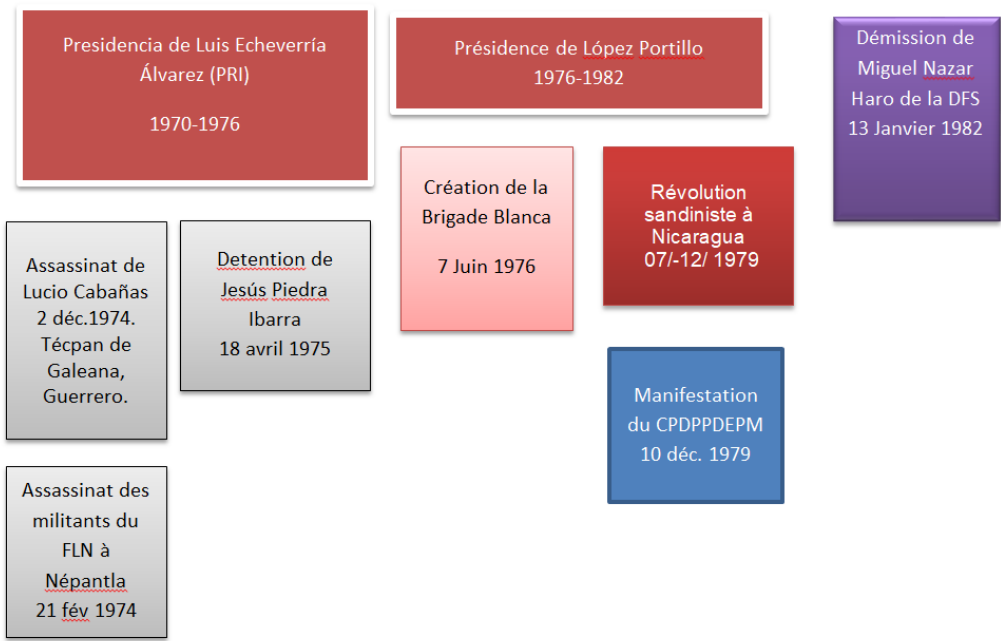 Presidencia de Luis Echeverría
Álvarez (PRI)
1970-1976
Présidence de López Portillo
1976-1982
Démission de
Miguel Nazar
Haro de la DFS
13 Janvier 1982
Assassinat de
Lucio Cabañas
2 déc.1974.
Técpan de
Galeana,
Guerrero.
Detention de
Jesús Piedra
Ibarra
18 avril 1975
Création de la
Brigade Blanca
7 Juin 1976
Révolution
sandiniste à
Nicaragua
07/-12/ 1979
Manifestation
du CPDPPDEPM
10 déc. 1979
Assassinat des
militants du
FLN à
Népantla
21 fév 1974